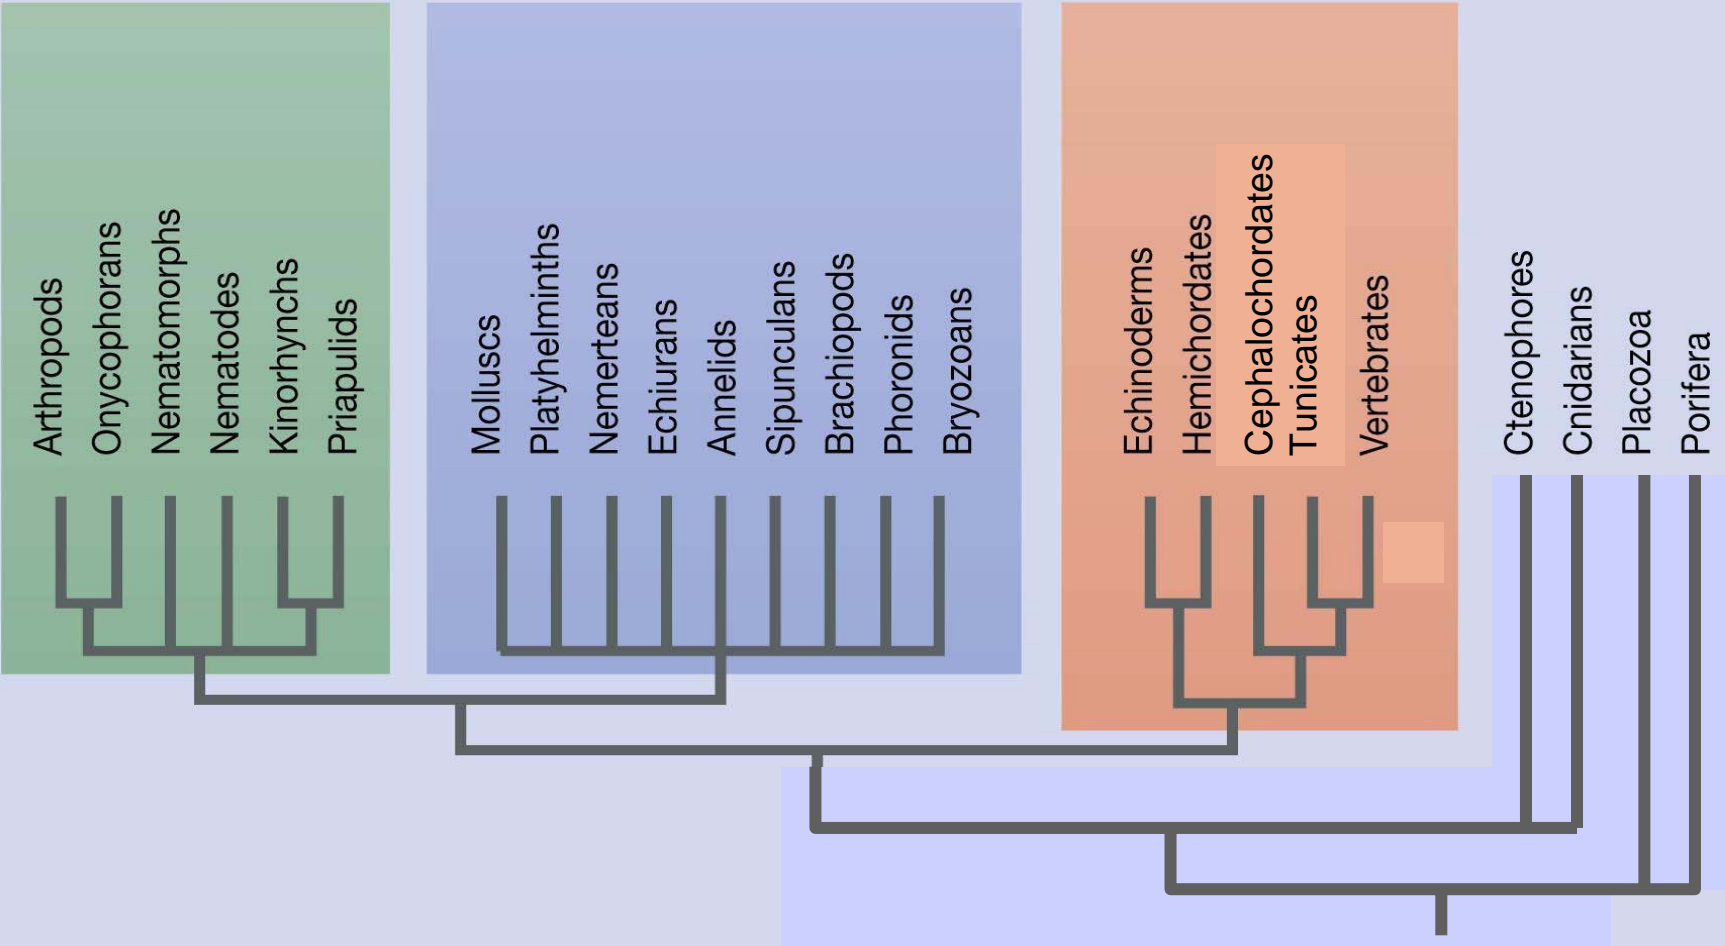 Arthropods
Onycophorans
Nematomorphs
Nematodes
Kinorhynchs
Priapulids
Molluscs
Platyhelminths
Nemerteans
Echiurans
Annelids
Sipunculans
Brachiopods
Phoronids
Bryozoans
Echinoderms
Hemichordates
Cephalochordates
Tunicates
Vertebrates
Ctenophores
Cnidarians
Placozoa
Porifera